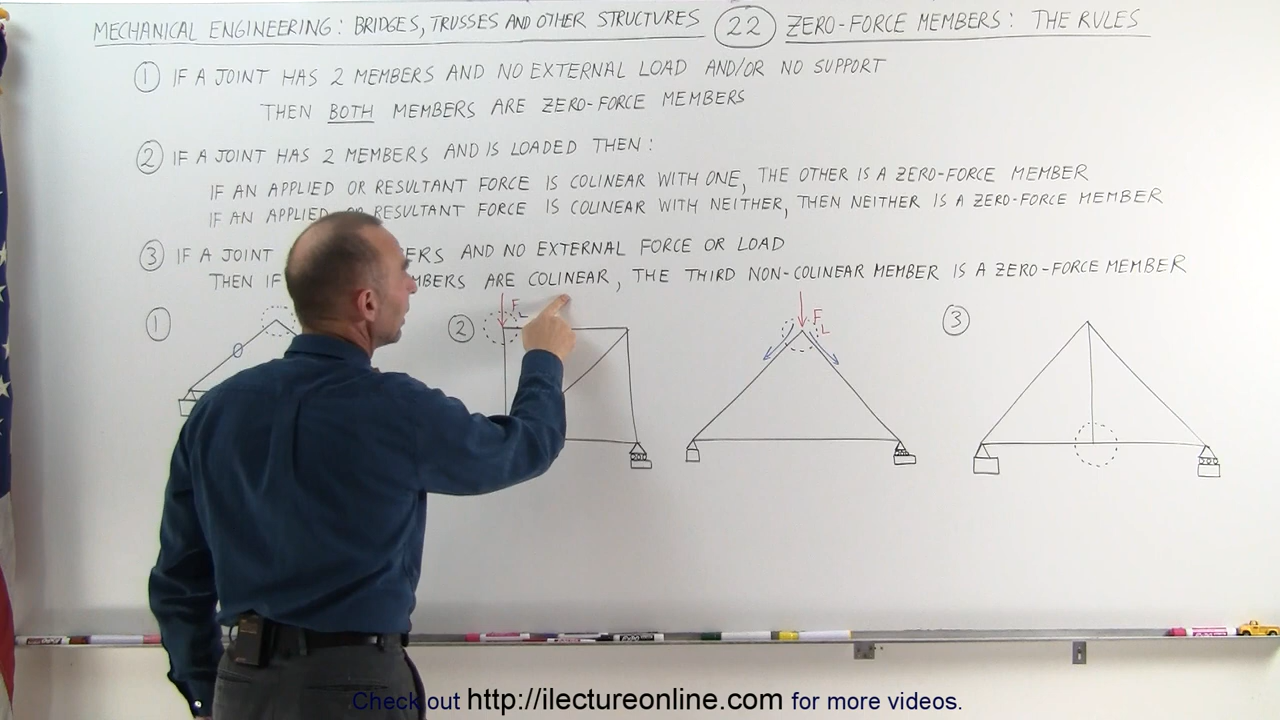 MECHANICAL ENGINEERING: BRIDGES, TRUSSES AND OTHER STRUCTURES 22 ZERO-FORCE MEMBERS: THE RULES
1 IF A JOINT HAS 2 MEMBERS AND NO EXTERNAL LOAD AND/OR NO SUPPORT
THEN BOTH MEMBERS ARE ZERO-FORCE MEMBERS
2 IF A JOINT HAS 2 MEMBERS AND IS LOADED THEN:
IF AN APPLIED OR RESULTANT FORCE IS COLINEAR WITH ONE, THE OTHER IS A ZERO-FORCE MEMBER
IF AN APPLIED OR RESULTANT FORCE IS COLINEAR WITH NEITHER, THEN NEITHER IS A ZERO-FORCE MEMBER
3 IF A JOINT BERS AND NO EXTERNAL FORCE OR LOAD
THEN IF MBERS ARE COLINEAR, THE THIRD NON-COLINEAR MEMBER IS A ZERO-FORCE MEMBER
1 2 3
FL FL
0
Check out http://ilectureonline.com for more videos.